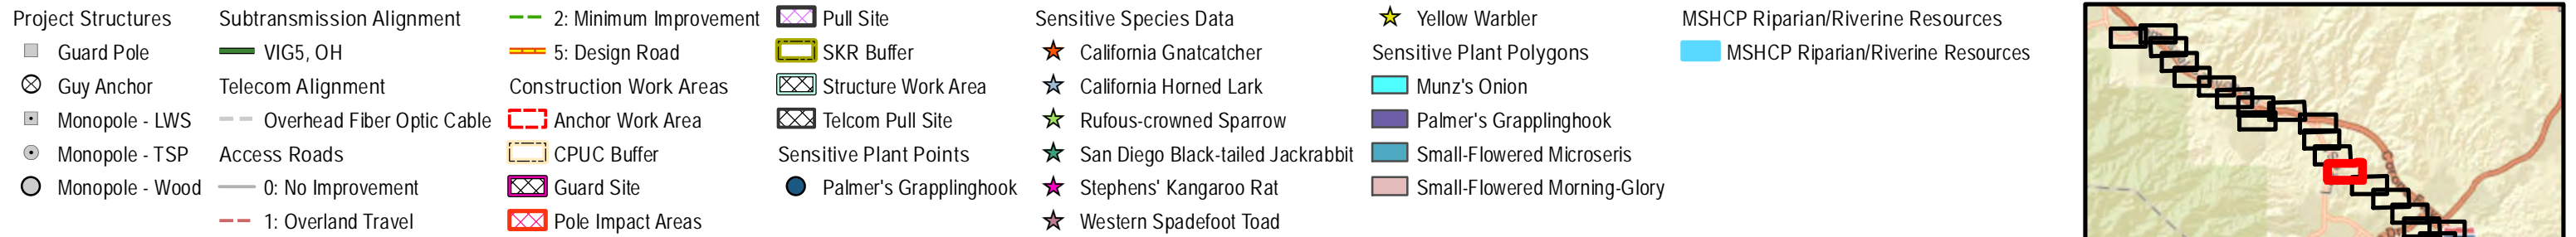 Project Structures
Guard Pole
Guy Anchor
Monopole - LWS
Monopole - TSP
Monopole - Wood
Subtransmission Alignment
VIG5, OH
Telecom Alignment
Overhead Fiber Optic Cable
Access Roads
0: No Improvement
1: Overland Travel
2: Minimum Improvement
5: Design Road
Construction Work Areas
Anchor Work Area
CPUC Buffer
Guard Site
Pole Impact Areas
Pull Site
SKR Buffer
Structure Work Area
Telcom Pull Site
Sensitive Plant Points
Palmer's Grapplinghook
Sensitive Species Data
California Gnatcatcher
California Horned Lark
Rufous-crowned Sparrow
San Diego Black-tailed Jackrabbit
Stephens' Kangaroo Rat
Western Spadefoot Toad
Yellow Warbler
Sensitive Plant Polygons
Munz's Onion
Palmer's Grapplinghook
Small-Flowered Microseris
Small-Flowered Morning-Glory
MSHCP Riparian/Riverine Resources
MSHCP Riparian/Riverine Resources